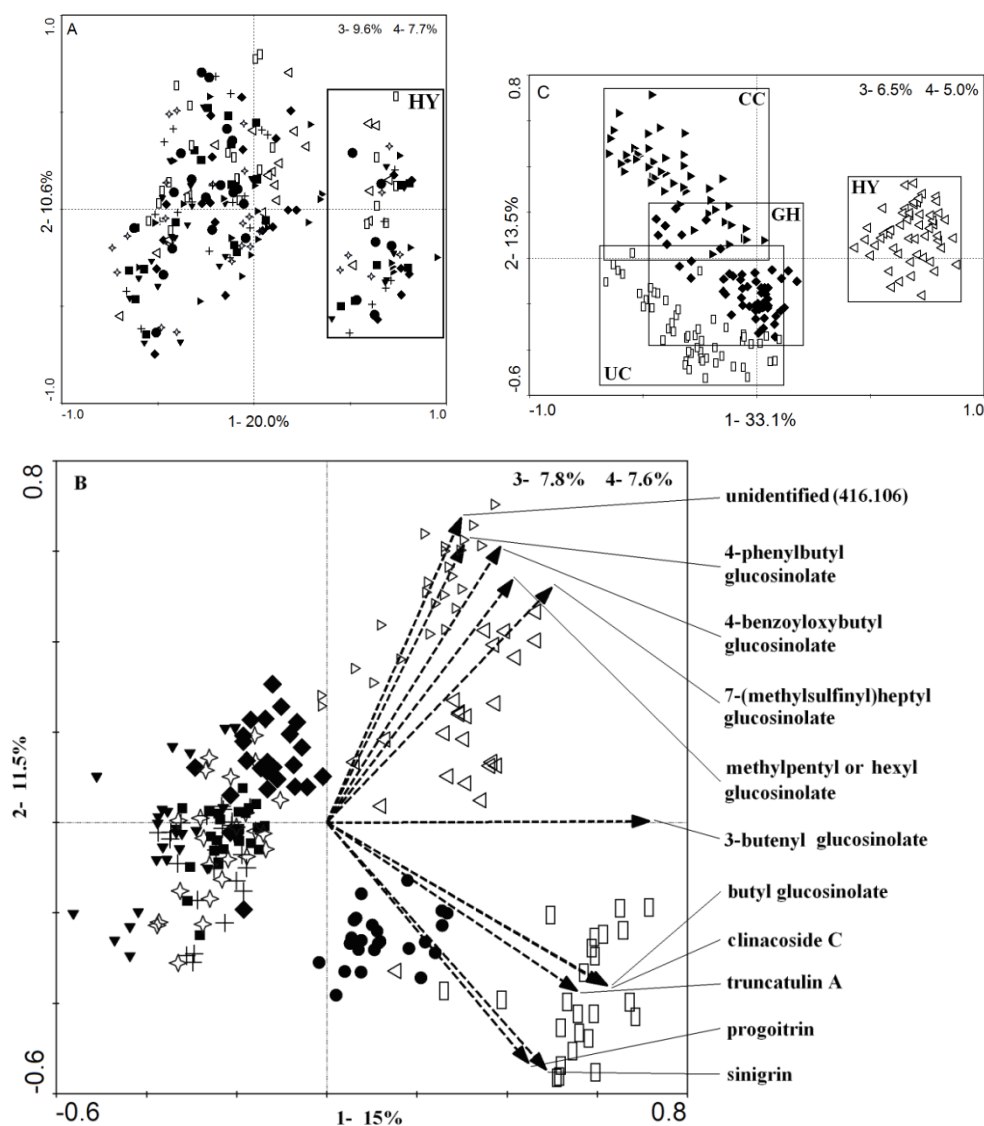 A
3- 9.6% 4- 7.7%
1.0
HY
2- 10.6%
-1.0
-1.0
1.0
1- 20.0%
C
3- 6.5% 4- 5.0%
0.8
CC
HY
GH
2- 13.5%
UC
-0.6
-1.0
1.0
1- 33.1%
B
3- 7.8% 4- 7.6%
0.8
unidentified (416.106)
4-phenylbutyl
glucosinolate
4-benzoyloxybutyl
glucosinolate
7-(methylsulfinyl)heptyl
glucosinolate
methylpentyl or hexyl
glucosinolate
3-butenyl glucosinolate
butyl glucosinolate
clinacoside C
truncatulin A
progoitrin
sinigrin
2- 11.5%
-0.6
-0.6
1- 15%
0.8